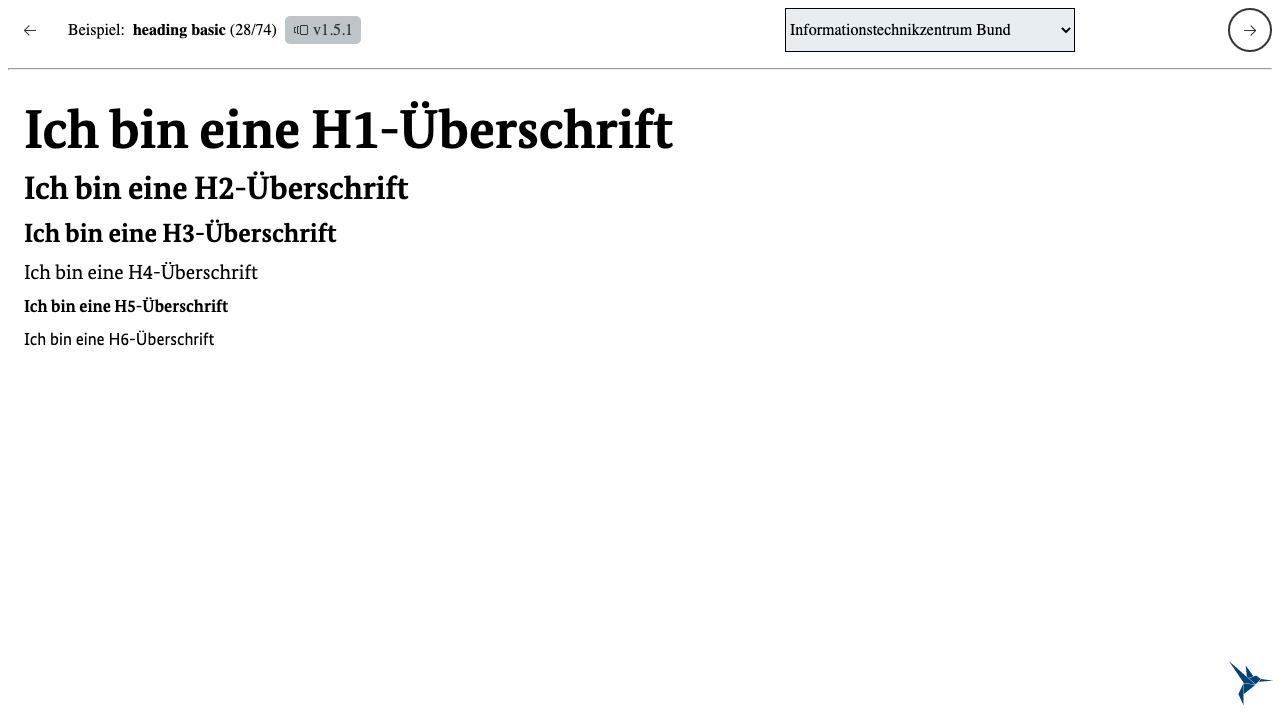 Beispiel: heading basic (28/74) v1.5.1 Informationstechnikzentrum Bund
Ich bin eine H1-Überschrift
Ich bin eine H2-Überschrift
Ich bin eine H3-Überschrift
Ich bin eine H4-Überschrift
Ich bin eine H5-Überschrift
Ich bin eine H6-Überschrift